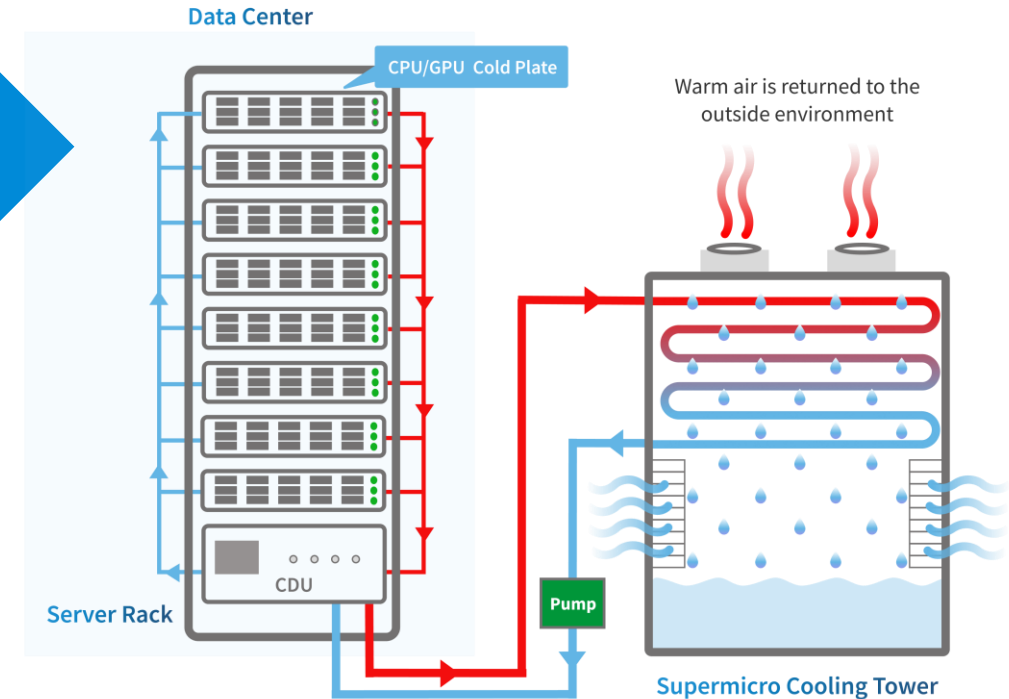 Data Center
CPU/GPU Cold Plate
Warm air is returned to the
outside environment
CDU
Server Rack
Pump
Supermicro Cooling Tower